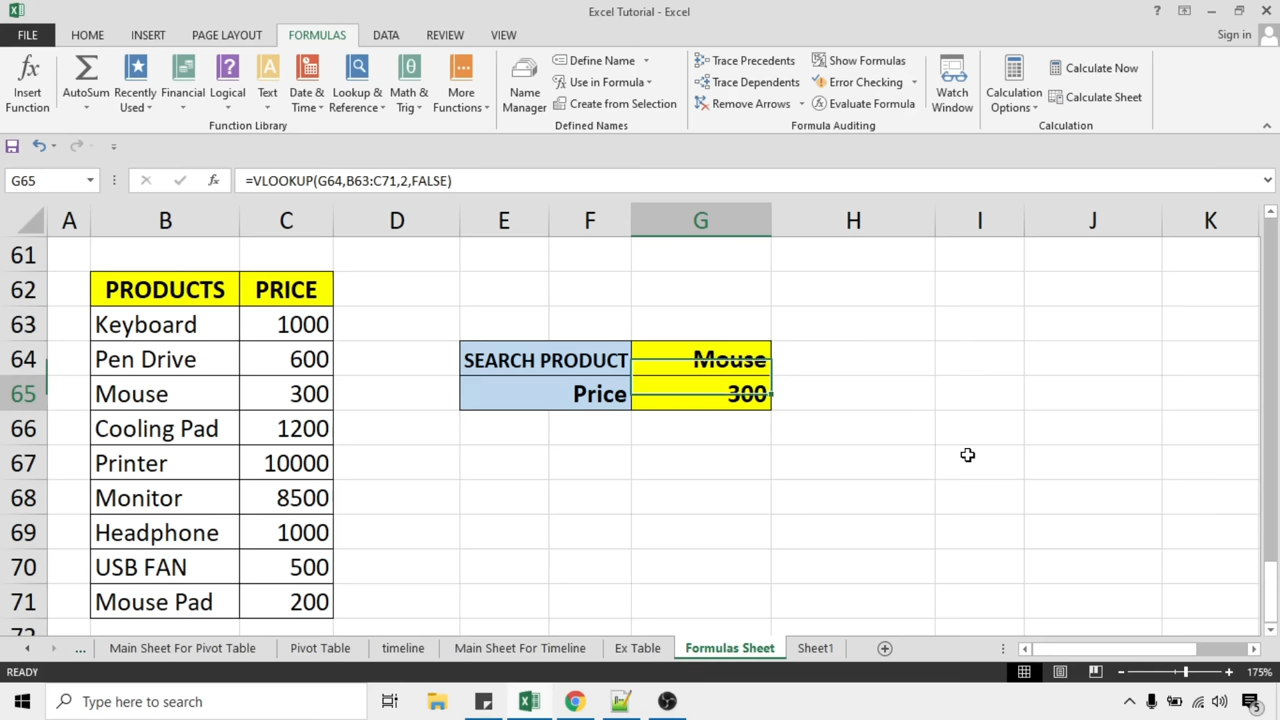 Excel Tutorial - Excel
?
FILE HOME INSERT PAGE LAYOUT FORMULAS DATA REVIEW VIEW Sign in
Insert Function
AutoSum
Recently Used
Financial
Logical
Text
Date & Time
Lookup & Reference
Math & Trig
More Functions
Function Library
Name Manager
Define Name
Use in Formula
Create from Selection
Defined Names
Trace Precedents
Trace Dependents
Remove Arrows
Show Formulas
Error Checking
Evaluate Formula
Formula Auditing
Watch Window
Calculation Options
Calculate Now
Calculate Sheet
Calculation
G65 fx =VLOOKUP(G64,B63:C71,2,FALSE)
A B C D E F G H I J K
61
62 PRODUCTS PRICE
63 Keyboard 1000
64 Pen Drive 600 SEARCH PRODUCT Mouse
65 Mouse 300 Price 300
66 Cooling Pad 1200
67 Printer 10000
68 Monitor 8500
69 Headphone 1000
70 USB FAN 500
71 Mouse Pad 200
72
... Main Sheet For Pivot Table Pivot Table timeline Main Sheet For Timeline Ex Table Formulas Sheet Sheet1
READY 175%
Type here to search 5